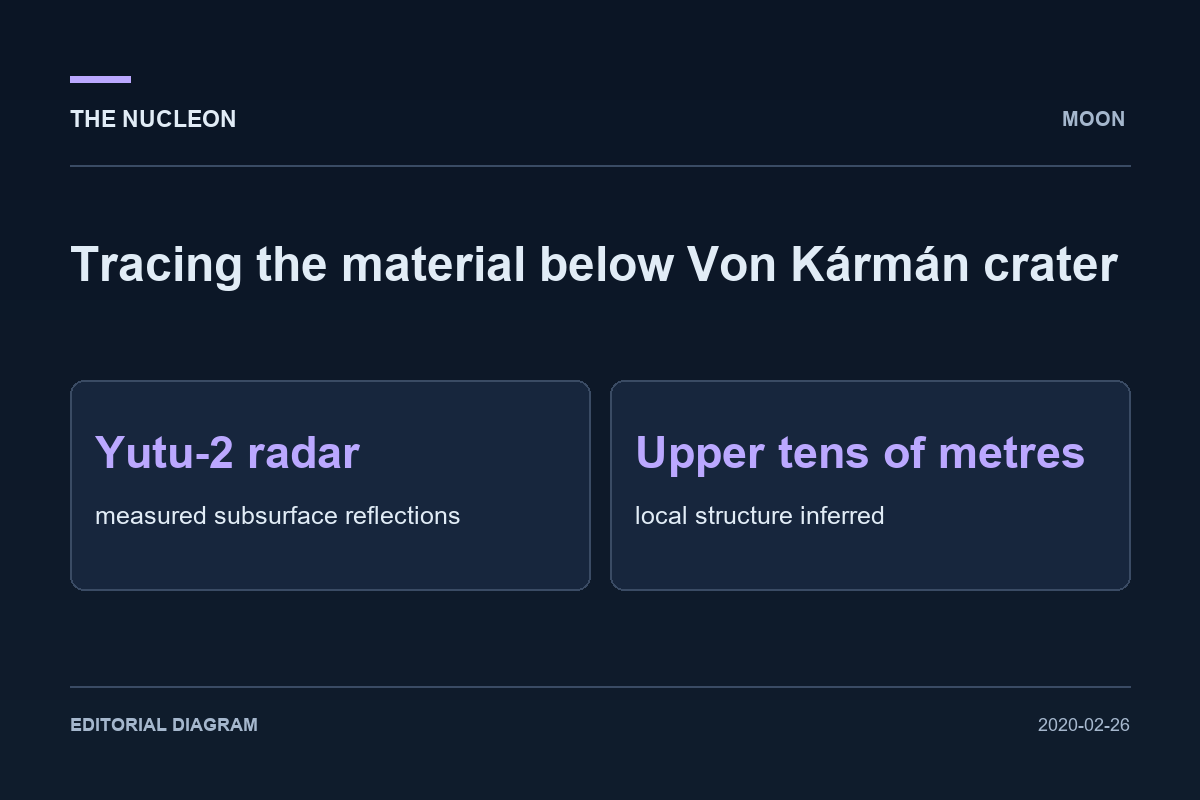 THE NUCLEON
MOON
Tracing the material below Von Kármán crater
Yutu-2 radar
measured subsurface reflections
Upper tens of metres
local structure inferred
EDITORIAL DIAGRAM
2020-02-26